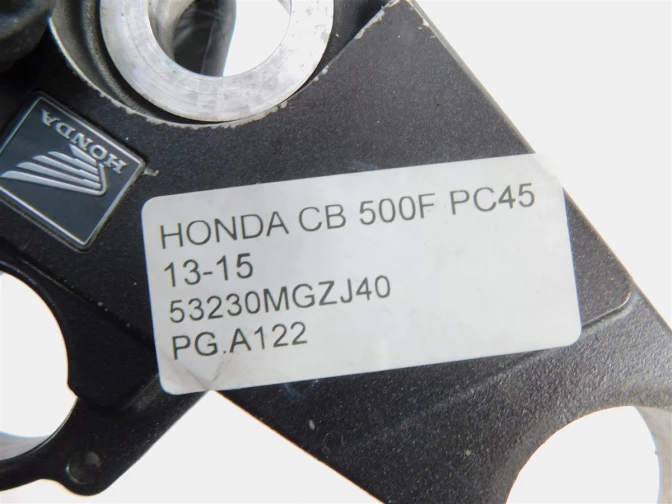 HONDA
HONDA CB 500F PC45
13-15
53230MGZJ40
PG.A122